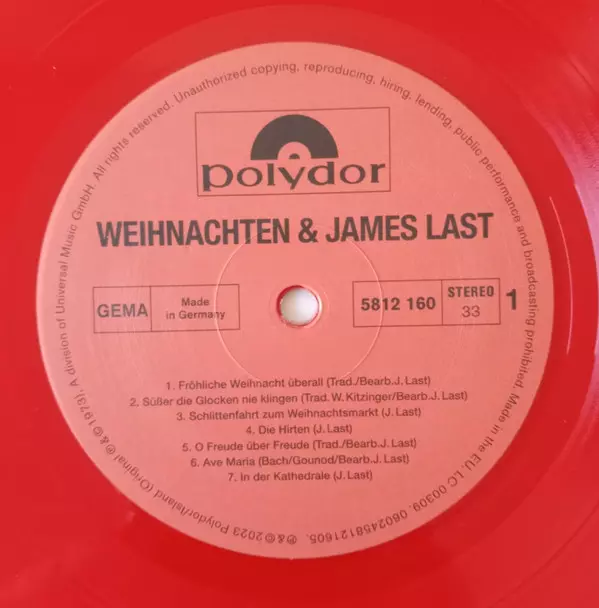 polydor
WEIHNACHTEN & JAMES LAST
GEMA
Made
in Germany
5812 160
STEREO
33
1
1. Fröhliche Weihnacht überall (Trad./Bearb.J. Last)
2. Süßer die Glocken nie klingen (Trad. W. Kitzinger/Bearb.J. Last)
3. Schlittenfahrt zum Weihnachtsmarkt (J. Last)
4. Die Hirten (J. Last)
5. O Freude über Freude (Trad./Bearb.J. Last)
6. Ave Maria (Bach/Gounod/Bearb.J. Last)
7. In der Kathedrale (J. Last)
℗&©2023 Polydor/Island (Original ℗&© 1973), A division of Universal Music GmbH. All rights reserved. Unauthorized copying, reproducing, hiring, lending, public performance and broadcasting prohibited. Made in the EU. LC 00309. 0602458121605.